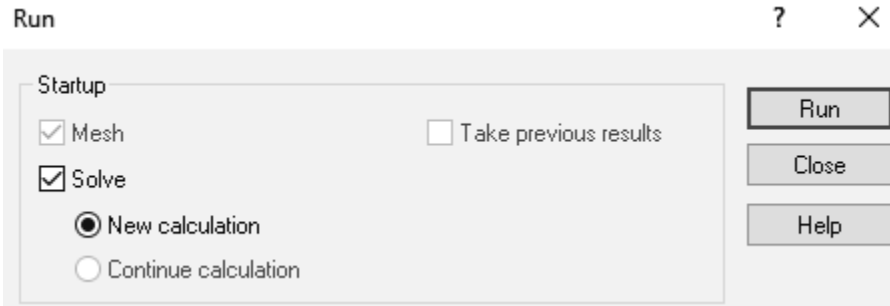 Run ?
Startup
Mesh
Take previous results
Solve
New calculation
Continue calculation
Run
Close
Help